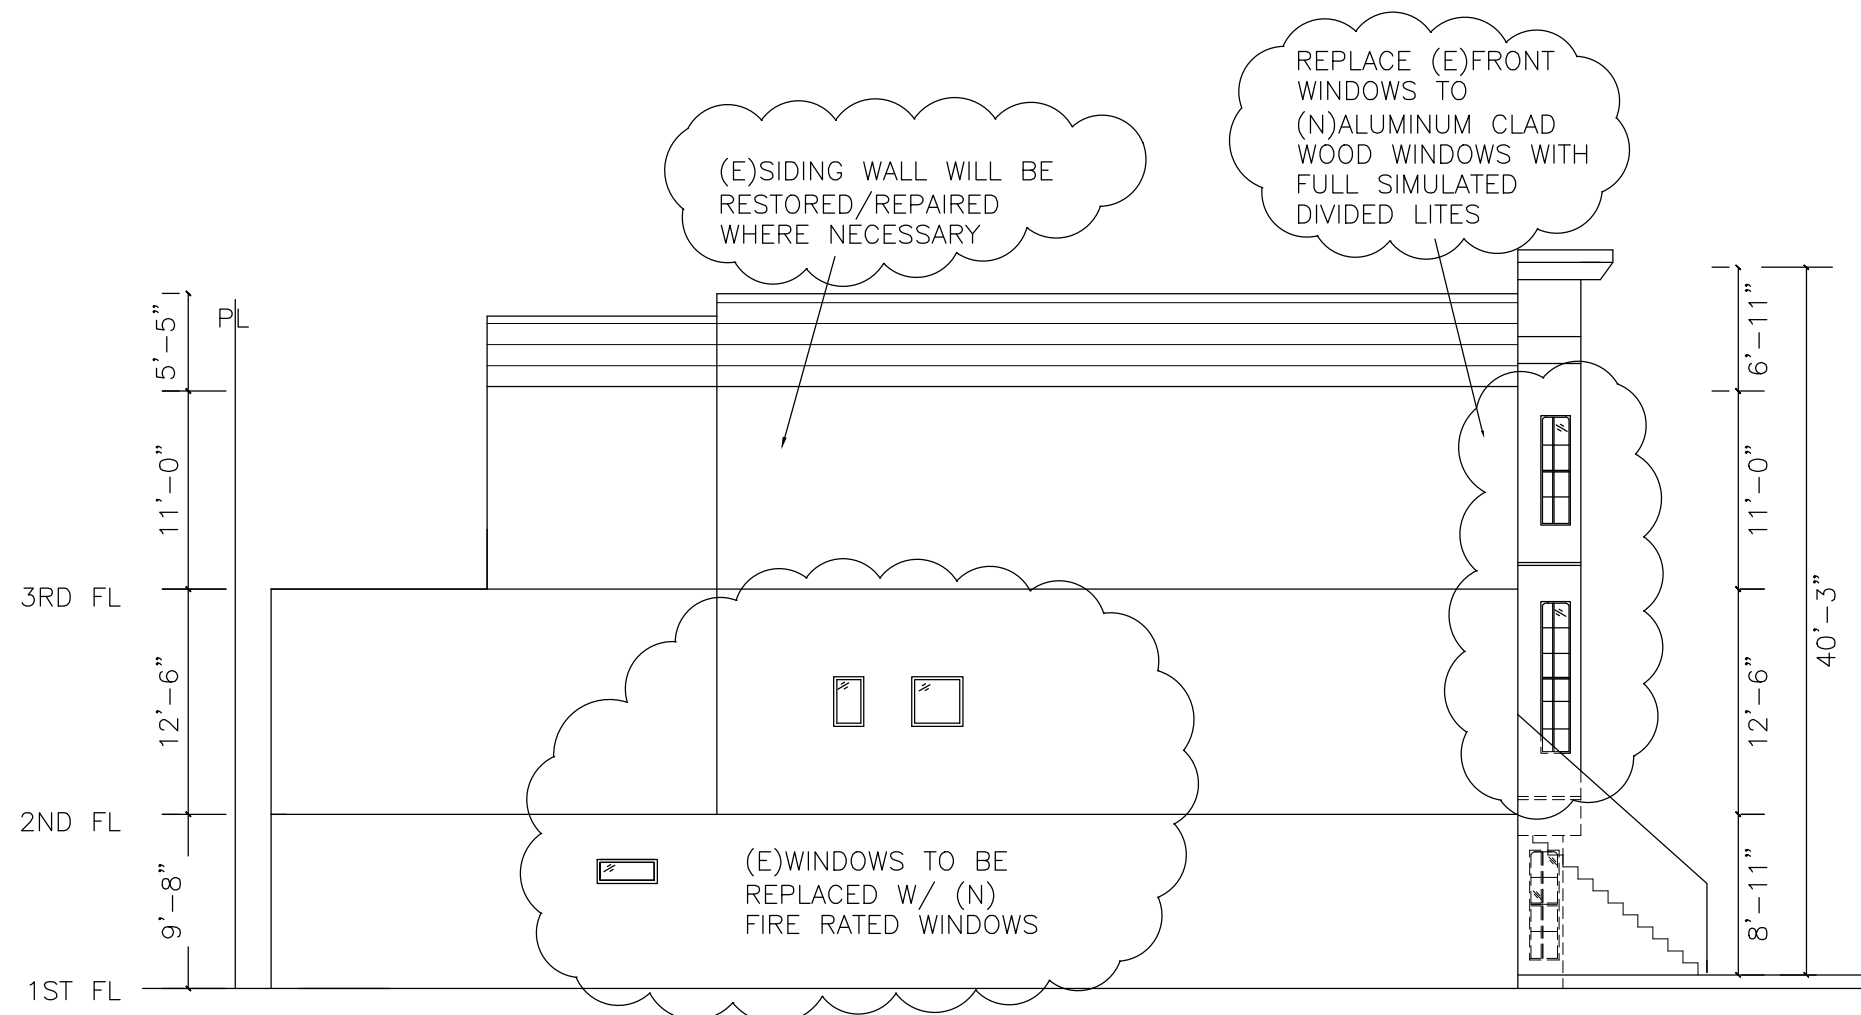 REPLACE (E)FRONT
WINDOWS TO
(N)ALUMINUM CLAD
WOOD WINDOWS WITH
FULL SIMULATED
DIVIDED LITES
(E)SIDING WALL WILL BE
RESTORED/REPAIRED
WHERE NECESSARY
PL
5'-5"
6'-11"
11'-0"
11'-0"
3RD FL
40'-3"
12'-6"
12'-6"
2ND FL
(E)WINDOWS TO BE
REPLACED W/ (N)
FIRE RATED WINDOWS
9'-8"
8'-11"
1ST FL